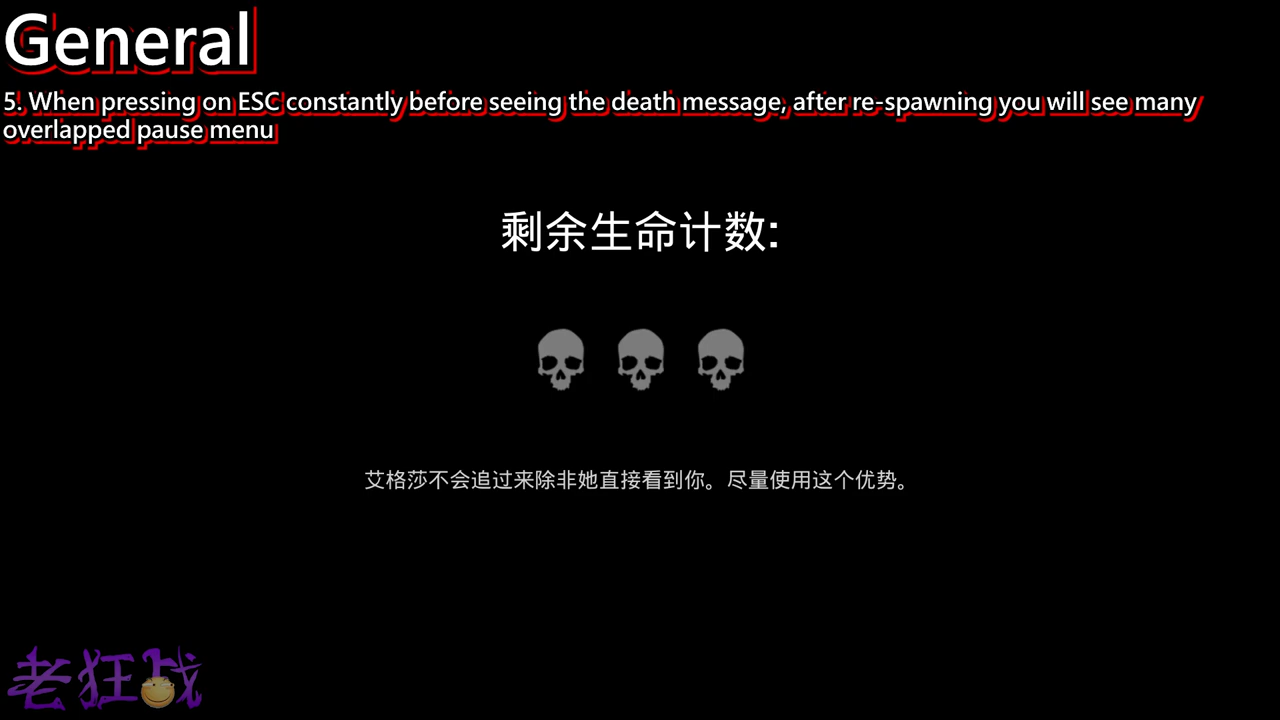 General
5. When pressing on ESC constantly before seeing the death message, after re-spawning you will see many
overlapped pause menu
剩余生命计数:
艾格莎不会追过来除非她直接看到你。尽量使用这个优势。
老狂战